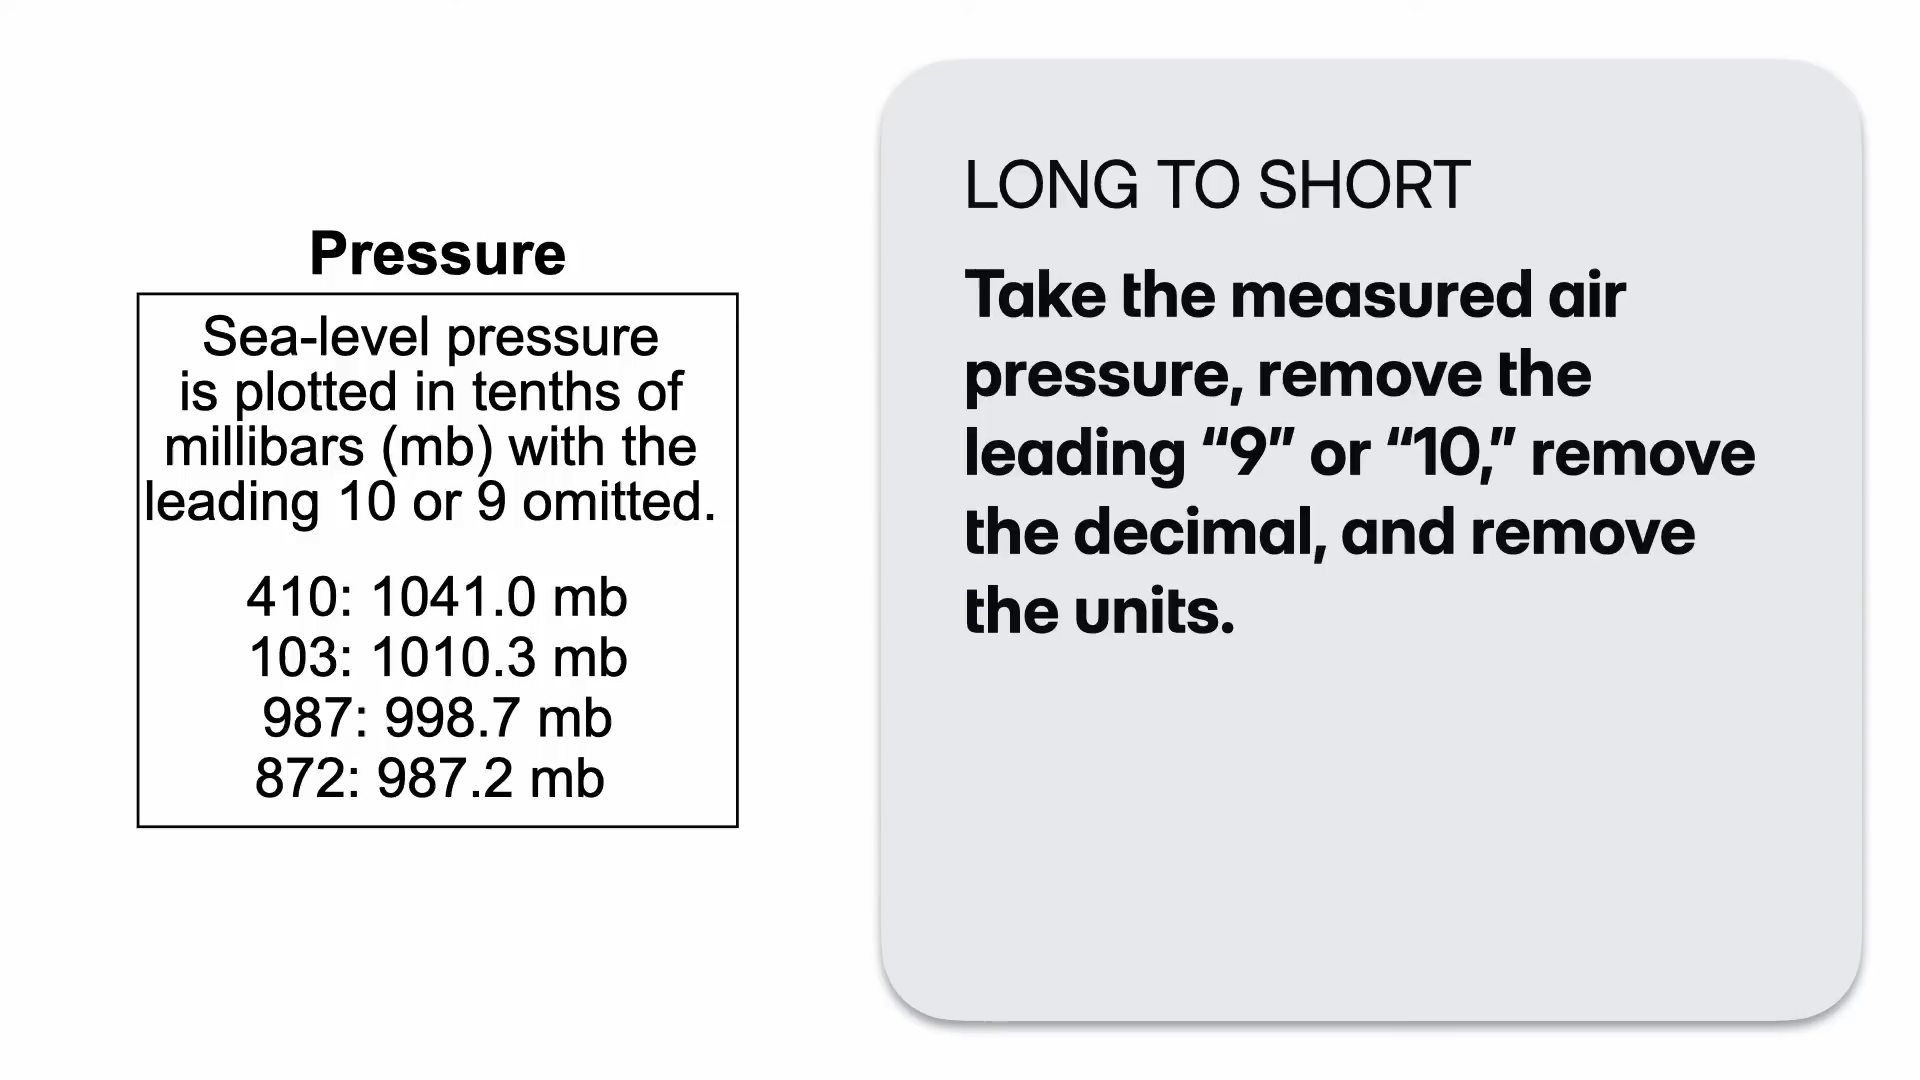 Pressure
Sea-level pressure
is plotted in tenths of
millibars (mb) with the
leading 10 or 9 omitted.
410: 1041.0 mb
103: 1010.3 mb
987: 998.7 mb
872: 987.2 mb
LONG TO SHORT
Take the measured air
pressure, remove the
leading “9” or “10,” remove
the decimal, and remove
the units.